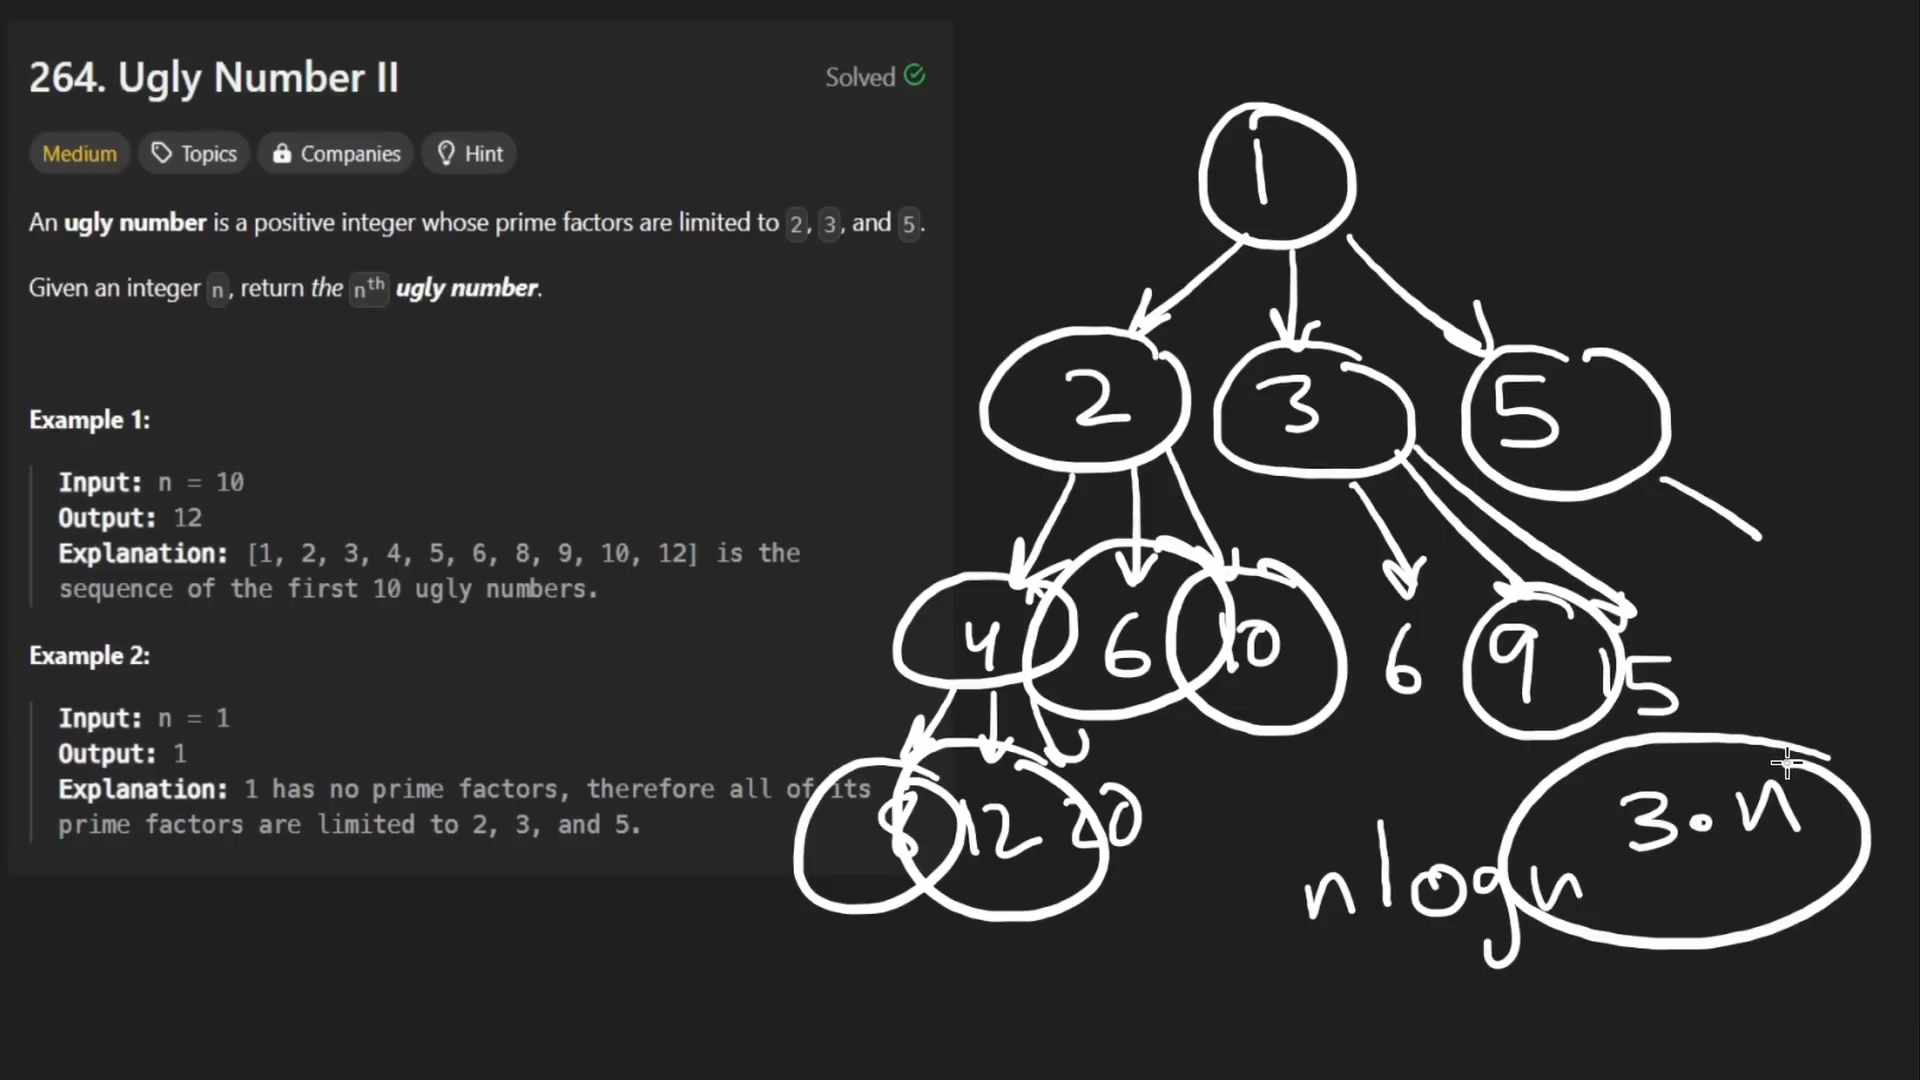 264. Ugly Number II
Solved
Medium Topics Companies Hint
An ugly number is a positive integer whose prime factors are limited to 2, 3, and 5.
Given an integer n, return the nth ugly number.
Example 1:
Input: n = 10
Output: 12
Explanation: [1, 2, 3, 4, 5, 6, 8, 9, 10, 12] is the
sequence of the first 10 ugly numbers.
Example 2:
Input: n = 1
Output: 1
Explanation: 1 has no prime factors, therefore all of its
prime factors are limited to 2, 3, and 5.
1
2 3 5
4 6 10 6 9 15
8 12 20
3·n
nlogn